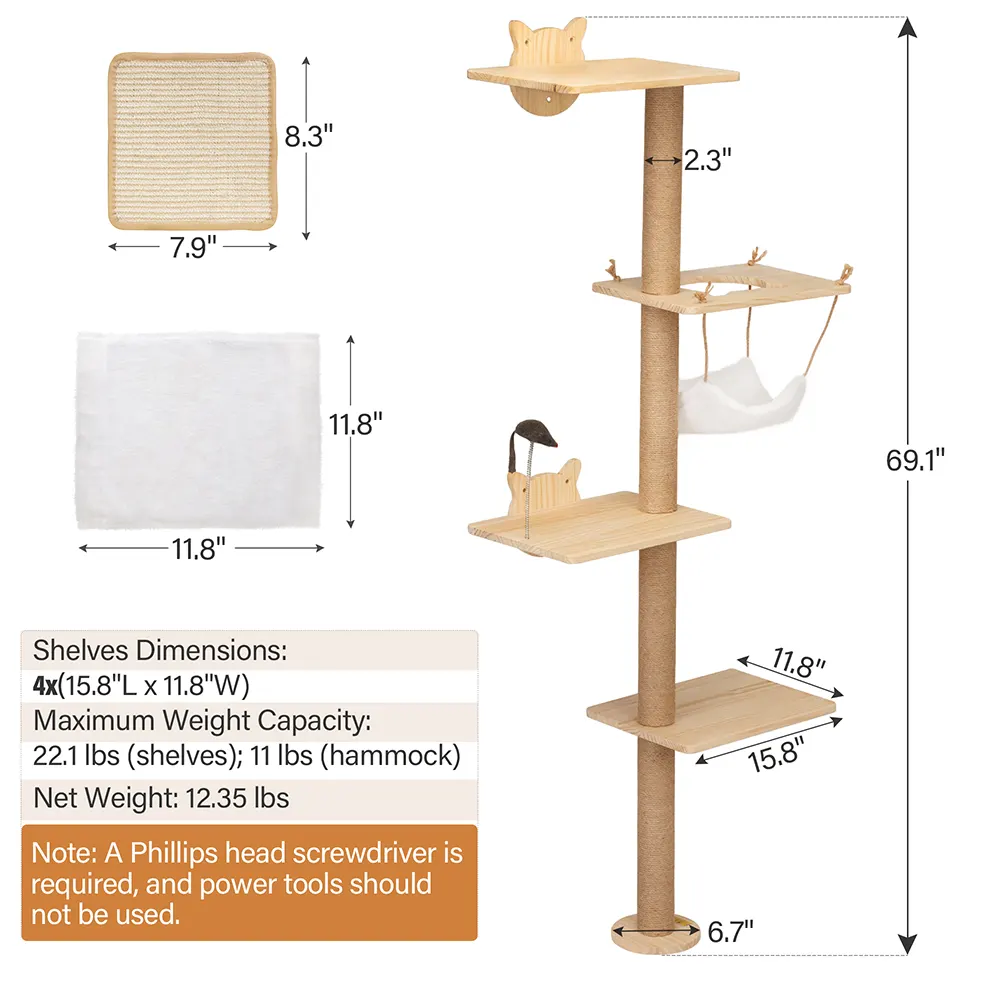 8.3"
7.9"
11.8"
11.8"
2.3"
69.1"
11.8"
15.8"
6.7"
Shelves Dimensions:
4x(15.8"L x 11.8"W)
Maximum Weight Capacity:
22.1 lbs (shelves); 11 lbs (hammock)
Net Weight: 12.35 lbs
Note: A Phillips head screwdriver is
required, and power tools should
not be used.